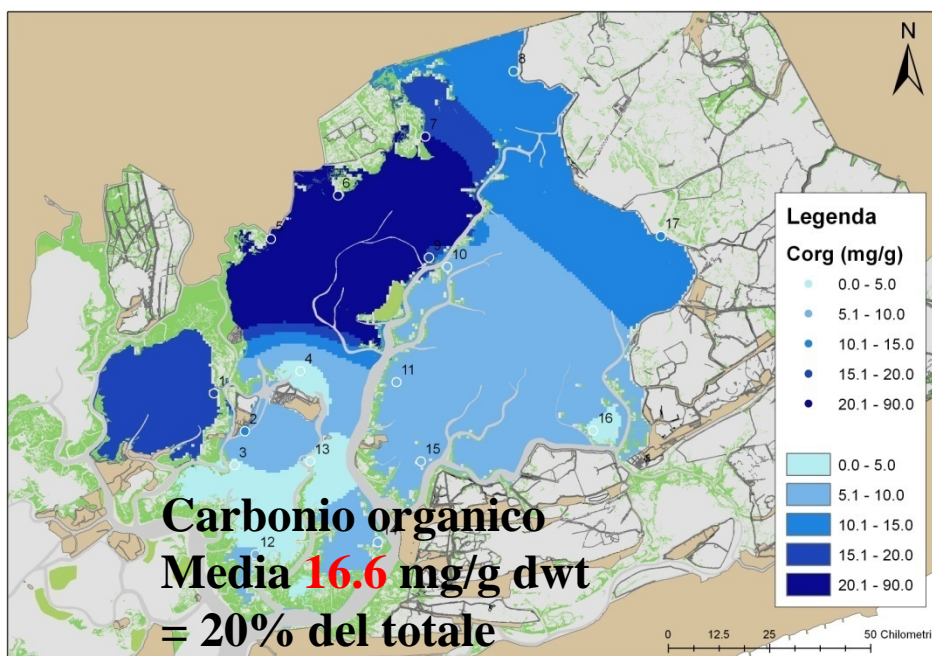 N
8
7
6
5
17
9
10
4
11
1
2
16
3
13
15
12
Legenda
Corg (mg/g)
0.0 - 5.0
5.1 - 10.0
10.1 - 15.0
15.1 - 20.0
20.1 - 90.0
0.0 - 5.0
5.1 - 10.0
10.1 - 15.0
15.1 - 20.0
20.1 - 90.0
Carbonio organico
Media 16.6 mg/g dwt
= 20% del totale
0 12.5 25 50 Chilometri